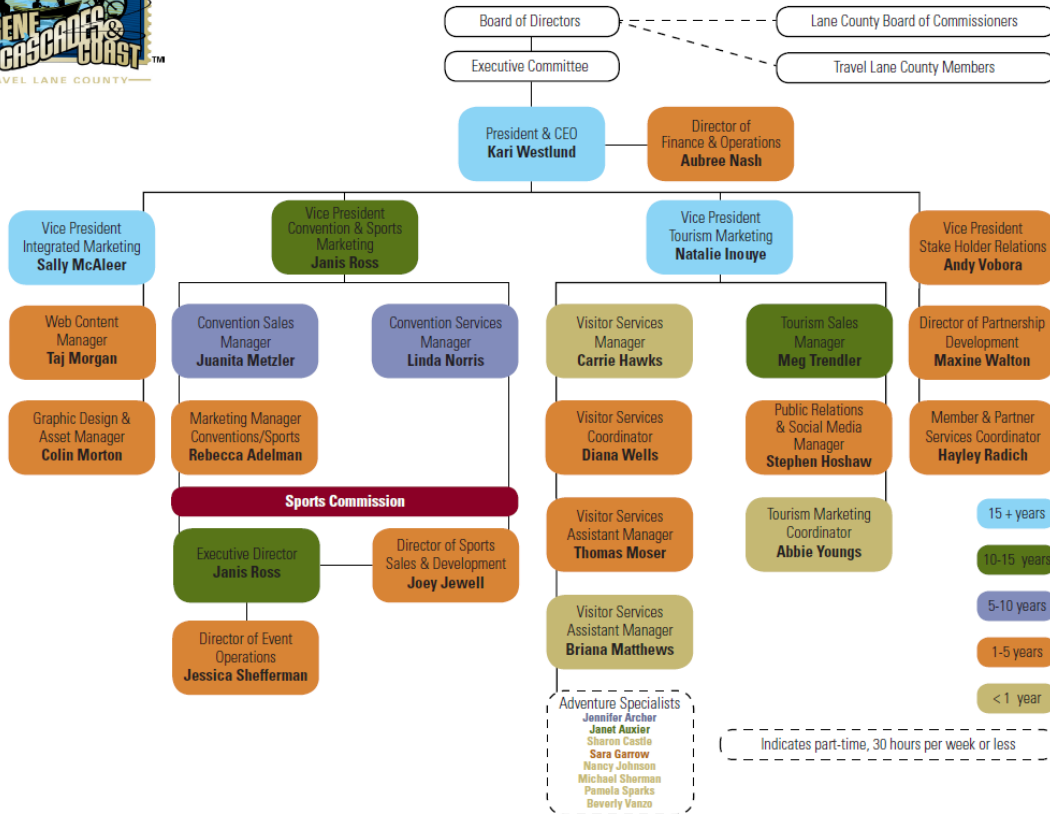 CASCADES &
COAST
TM
LANE COUNTY
Board of Directors
Lane County Board of Commissioners
Executive Committee
Travel Lane County Members
President & CEO
Kari Westlund
Director of
Finance & Operations
Aubree Nash
Vice President
Integrated Marketing
Sally McAleer
Vice President
Convention & Sports
Marketing
Janis Ross
Vice President
Tourism Marketing
Natalie Inouye
Vice President
Stake Holder Relations
Andy Vobora
Web Content
Manager
Taj Morgan
Convention Sales
Manager
Juanita Metzler
Convention Services
Manager
Linda Norris
Visitor Services
Manager
Carrie Hawks
Tourism Sales
Manager
Meg Trendler
Director of Partnership
Development
Maxine Walton
Graphic Design &
Asset Manager
Colin Morton
Marketing Manager
Conventions/Sports
Rebecca Adelman
Visitor Services
Coordinator
Diana Wells
Public Relations
& Social Media
Manager
Stephen Hoshaw
Member & Partner
Services Coordinator
Hayley Radich
Sports Commission
Executive Director
Janis Ross
Director of Sports
Sales & Development
Joey Jewell
Visitor Services
Assistant Manager
Thomas Moser
Tourism Marketing
Coordinator
Abbie Youngs
Director of Event
Operations
Jessica Shefferman
Visitor Services
Assistant Manager
Briana Matthews
Adventure Specialists
Jennifer Archer
Janet Auxier
Sharon Castle
Sara Garrow
Nancy Johnson
Michael Sherman
Pamela Sparks
Beverly Vanzo
15 + years
10-15 years
5-10 years
1-5 years
< 1 year
Indicates part-time, 30 hours per week or less